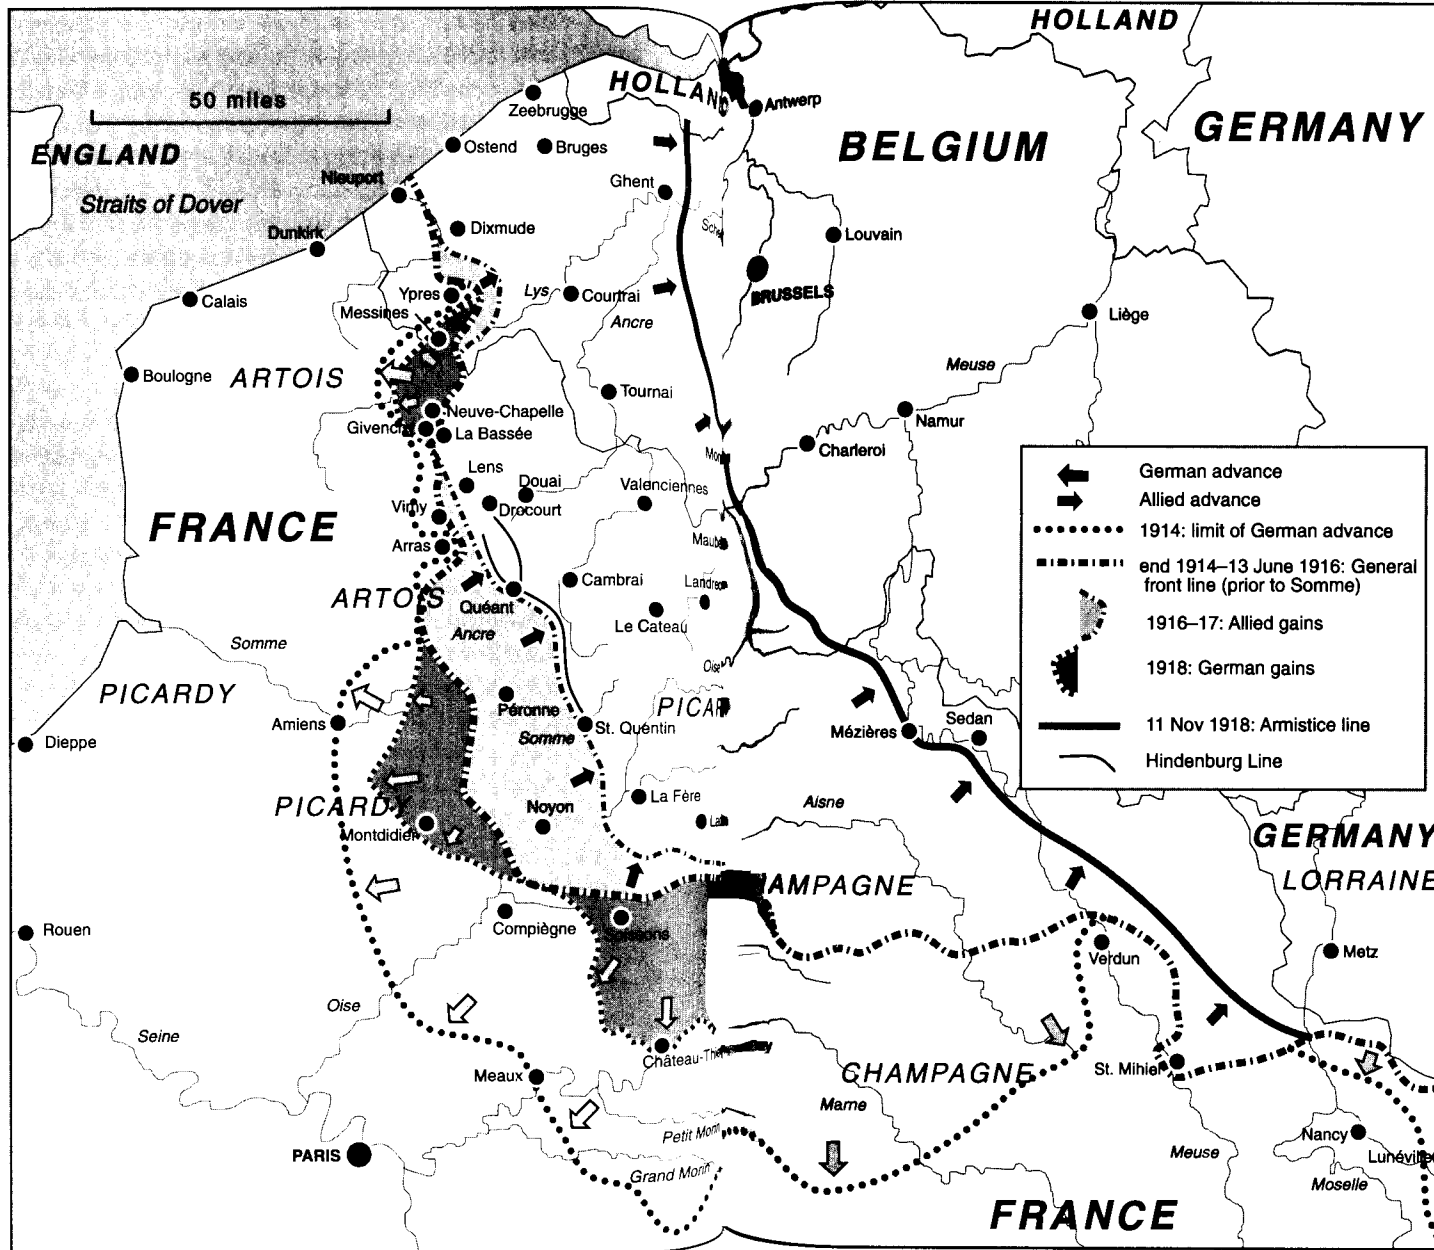 HOLLAND
HOLLAND
50 miles
Zeebrugge
Antwerp
ENGLAND
Ostend
Bruges
BELGIUM
GERMANY
Nieuport
Ghent
Straits of Dover
Dunkirk
Dixmude
Louvain
Calais
Ypres
Lys
Courtrai
BRUSSELS
Messines
Ancre
Liège
Boulogne
ARTOIS
Meuse
Tournai
Neuve-Chapelle
Namur
La Bassée
Charleroi
Lens
Douai
Valenciennes
Drocourt
Vimy
FRANCE
Arras
Cambrai
ARTOIS
Quéant
Le Cateau
Ancre
Somme
Oise
PICARDY
Péronne
Amiens
Somme
St. Quentin
Mézières
Sedan
Dieppe
PICARDY
Noyon
La Fère
Aisne
Montdidier
GERMANY
LORRAINE
Rouen
Compiègne
Verdun
Metz
Oise
Seine
Meaux
CHAMPAGNE
St. Mihiel
Marne
PARIS
Petit Morin
Grand Morin
Nancy
Meuse
Moselle
FRANCE
German advance
Allied advance
1914: limit of German advance
end 1914–13 June 1916: General
front line (prior to Somme)
1916–17: Allied gains
1918: German gains
11 Nov 1918: Armistice line
Hindenburg Line